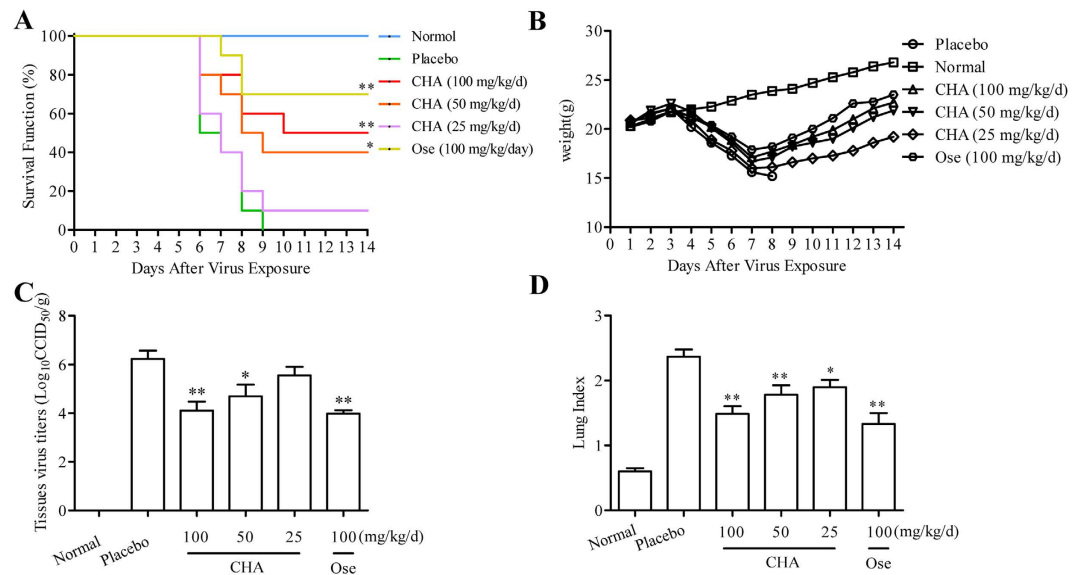 A
Survival Function (%)
100
80
60
40
20
0
0 1 2 3 4 5 6 7 8 9 10 11 12 13 14
Days After Virus Exposure
**
**
*
Normol
Placebo
CHA (100 mg/kg/d)
CHA (50 mg/kg/d)
CHA (25 mg/kg/d)
Ose (100 mg/kg/day)
B
weight(g)
30
25
20
15
10
0 1 2 3 4 5 6 7 8 9 10 11 12 13 14
Days After Virus Exposure
Placebo
Normal
CHA (100 mg/kg/d)
CHA (50 mg/kg/d)
CHA (25 mg/kg/d)
Ose (100 mg/kg/d)
C
Tissues virus titers (Log10CCID50/g)
8
6
4
2
0
** * **
Normal Placebo 100 50 25 100 (mg/kg/d)
CHA Ose
D
Lung Index
3
2
1
0
** ** * **
Normal Placebo 100 50 25 100 (mg/kg/d)
CHA Ose